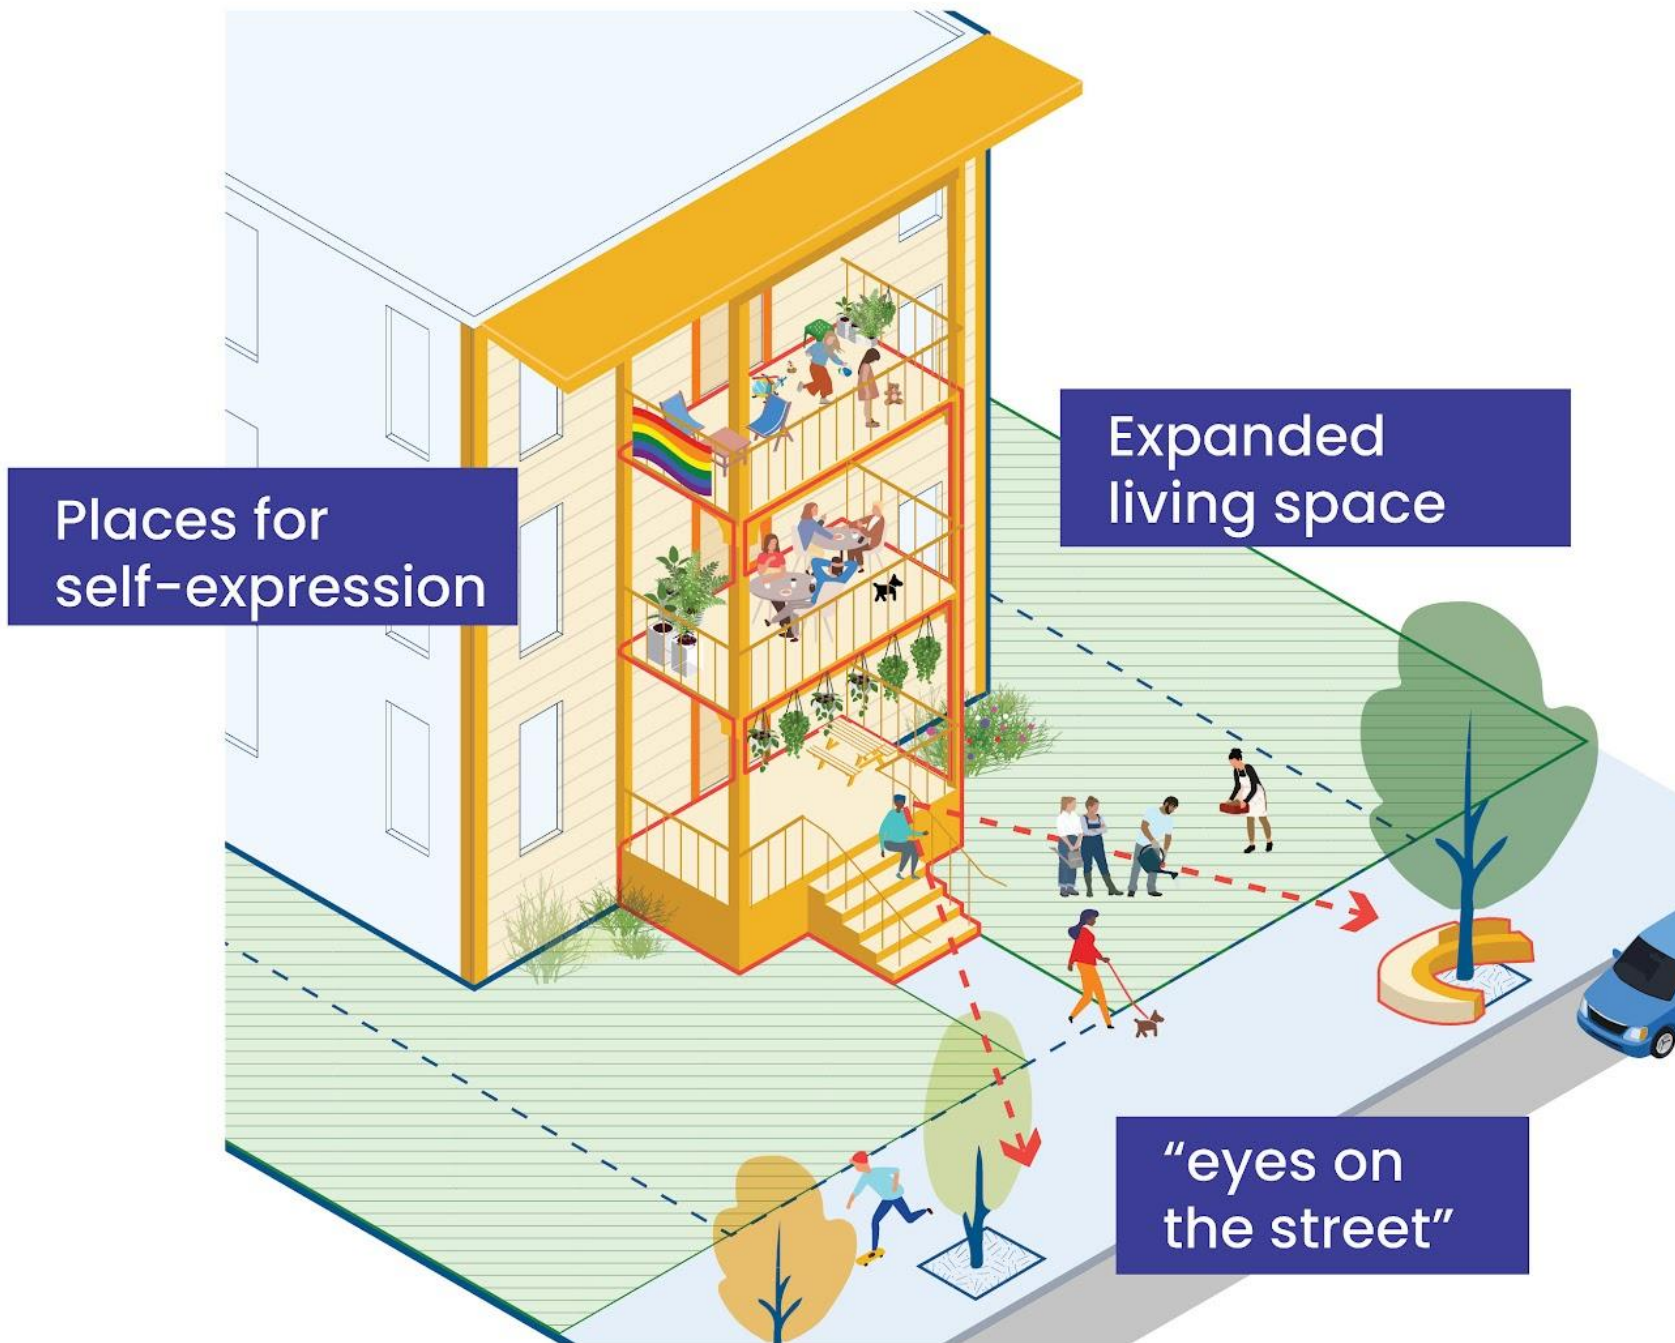 Places for
self-expression
Expanded
living space
“eyes on
the street”